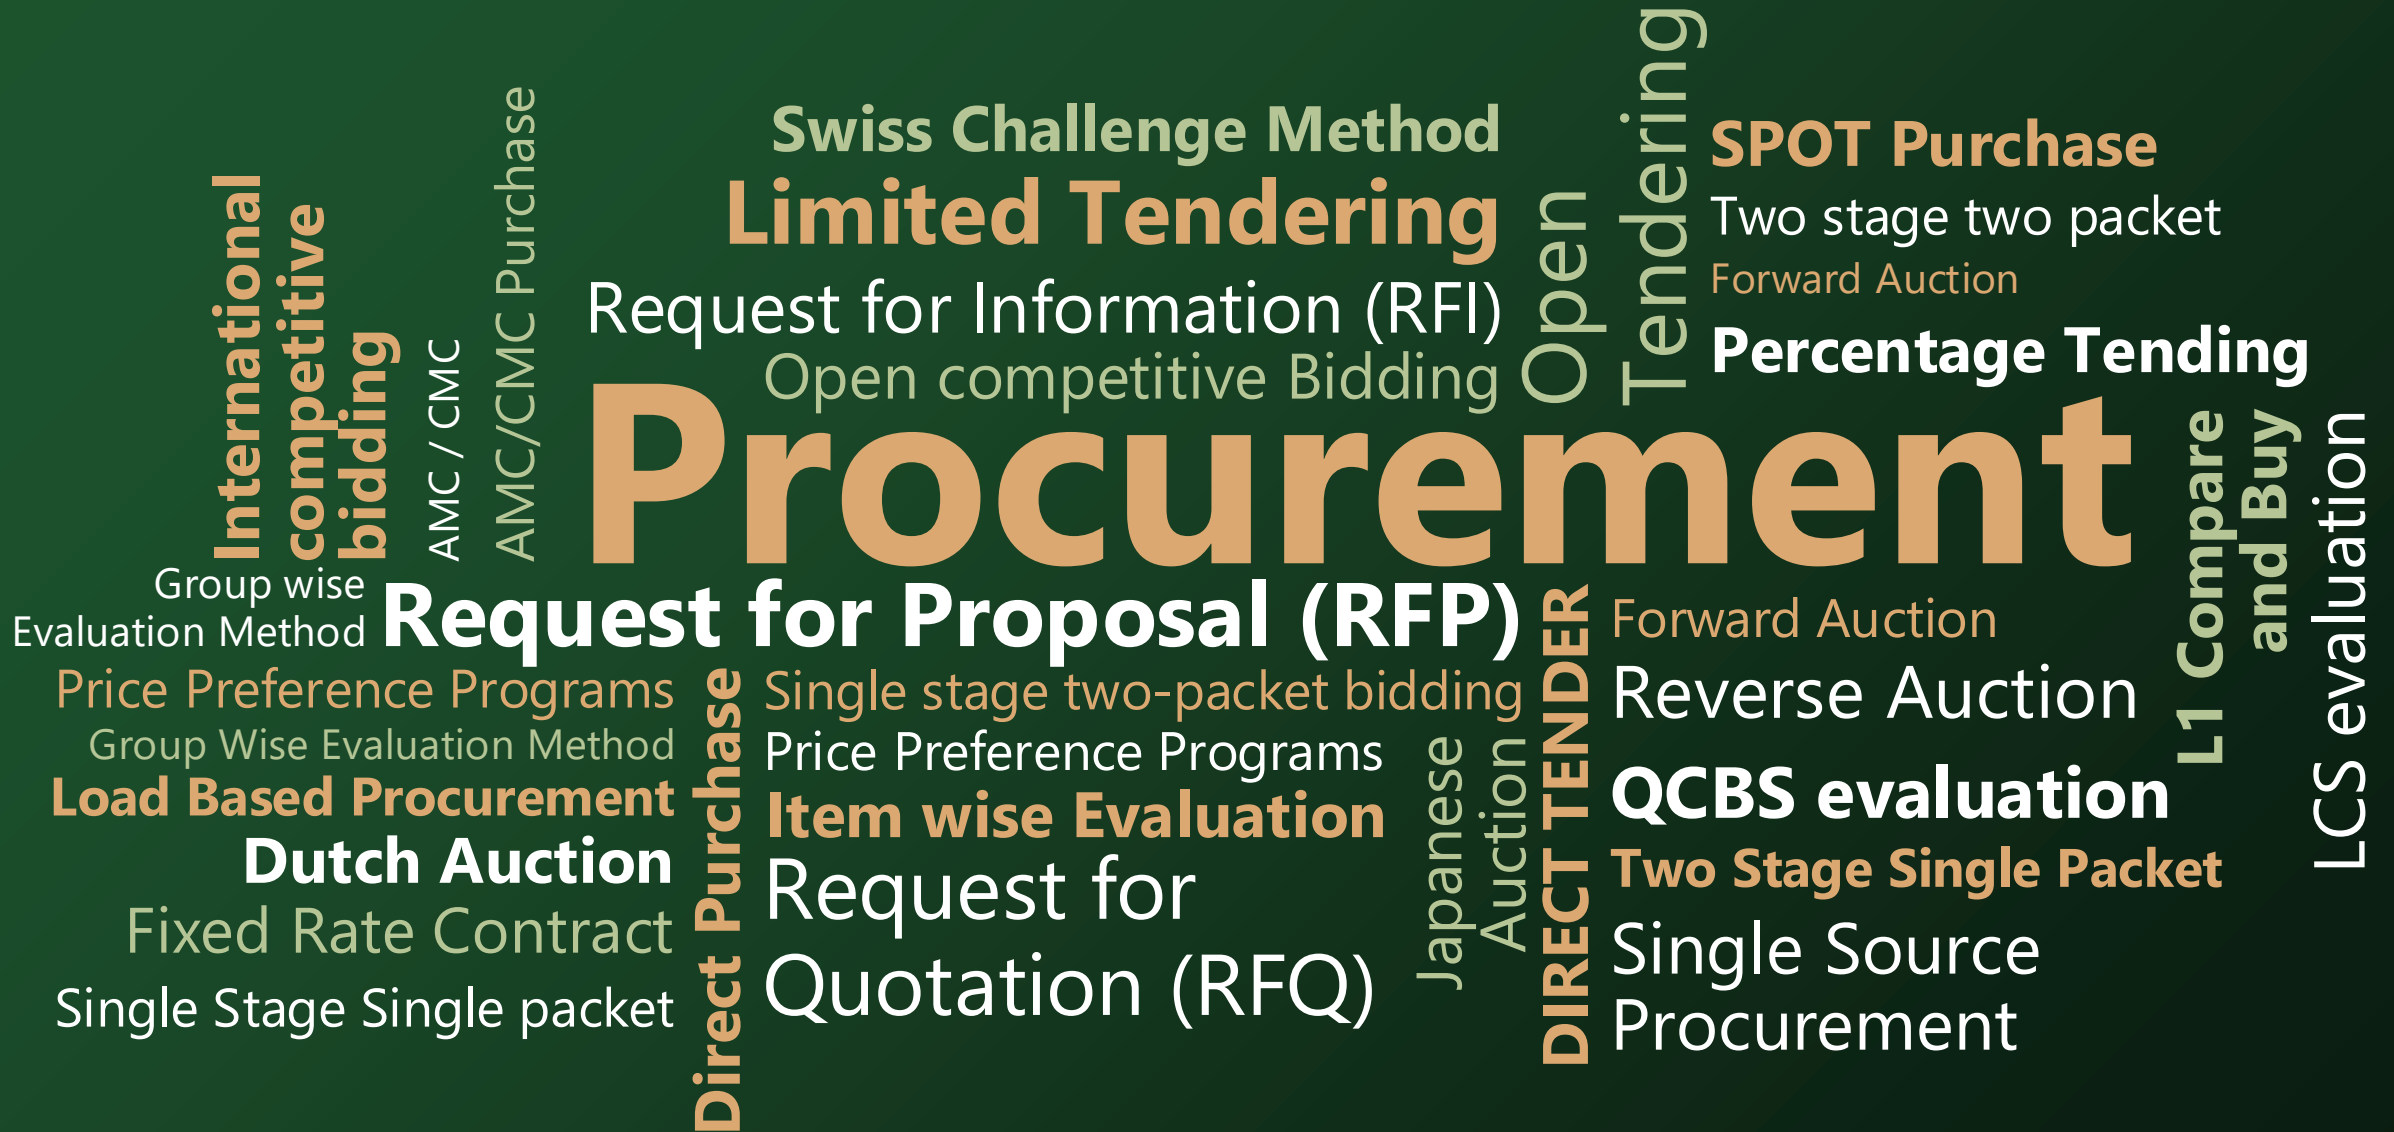 International
competitive
bidding
AMC / CMC
AMC/CMC Purchase
Swiss Challenge Method
Limited Tendering
Request for Information (RFI)
Open competitive Bidding
Open
Tendering
SPOT Purchase
Two stage two packet
Forward Auction
Percentage Tending
Procurement
L1 Compare
and Buy
LCS evaluation
Group wise
Evaluation Method
Request for Proposal (RFP)
Price Preference Programs
Group Wise Evaluation Method
Load Based Procurement
Dutch Auction
Fixed Rate Contract
Single Stage Single packet
Direct Purchase
Single stage two-packet bidding
Price Preference Programs
Item wise Evaluation
Request for
Quotation (RFQ)
Japanese
Auction
DIRECT TENDER
Forward Auction
Reverse Auction
QCBS evaluation
Two Stage Single Packet
Single Source
Procurement